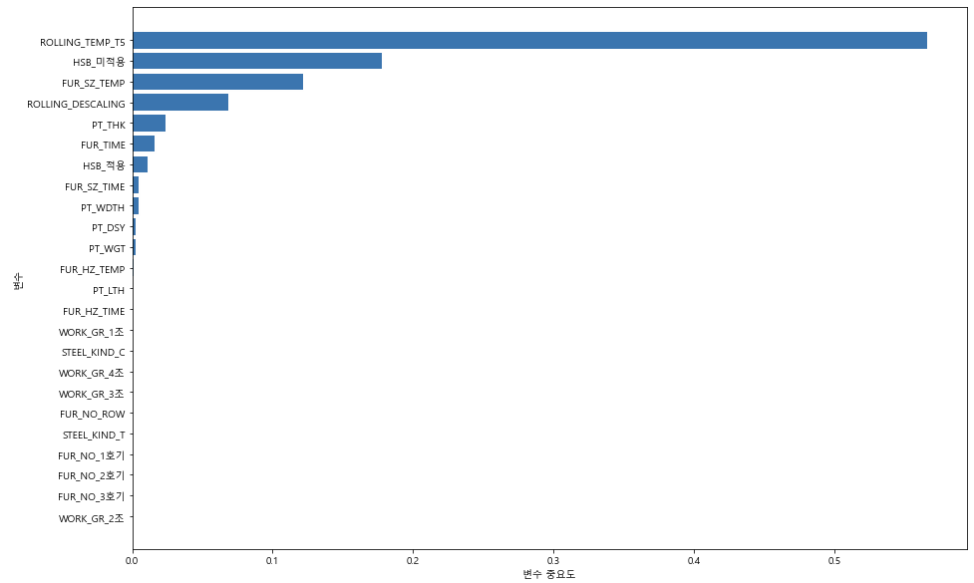 ROLLING_TEMP_T5
HSB_미적용
FUR_SZ_TEMP
ROLLING_DESCALING
PT_THK
FUR_TIME
HSB_적용
FUR_SZ_TIME
PT_WDTH
PT_DSY
PT_WGT
FUR_HZ_TEMP
PT_LTH
FUR_HZ_TIME
WORK_GR_1조
STEEL_KIND_C
WORK_GR_4조
WORK_GR_3조
FUR_NO_ROW
STEEL_KIND_T
FUR_NO_1호기
FUR_NO_2호기
FUR_NO_3호기
WORK_GR_2조
변수
0.0 0.1 0.2 0.3 0.4 0.5
변수 중요도